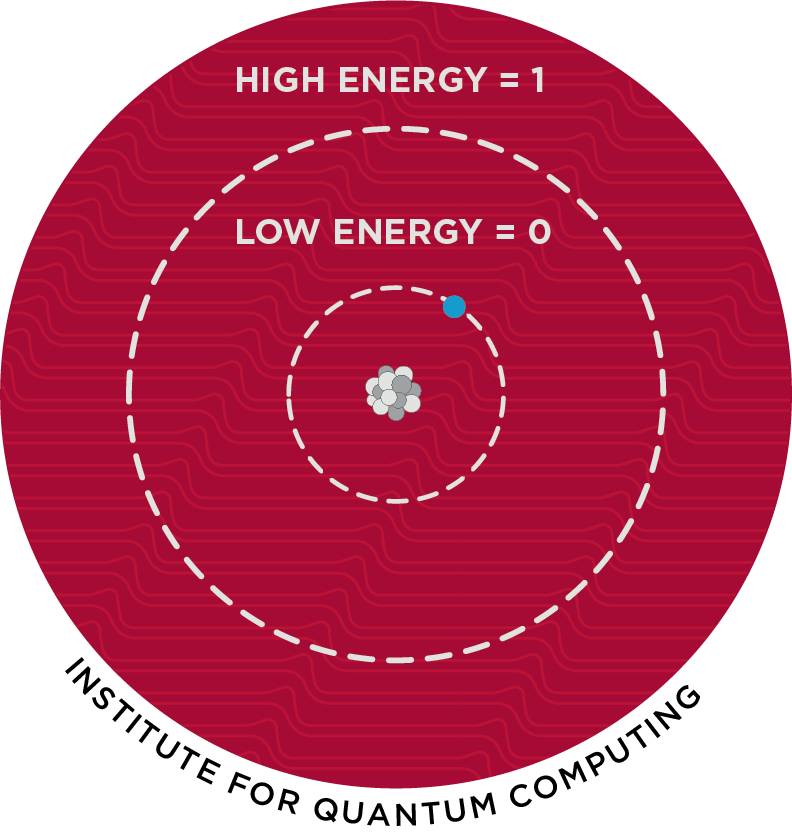 HIGH ENERGY = 1
LOW ENERGY = 0
INSTITUTE FOR QUANTUM COMPUTING